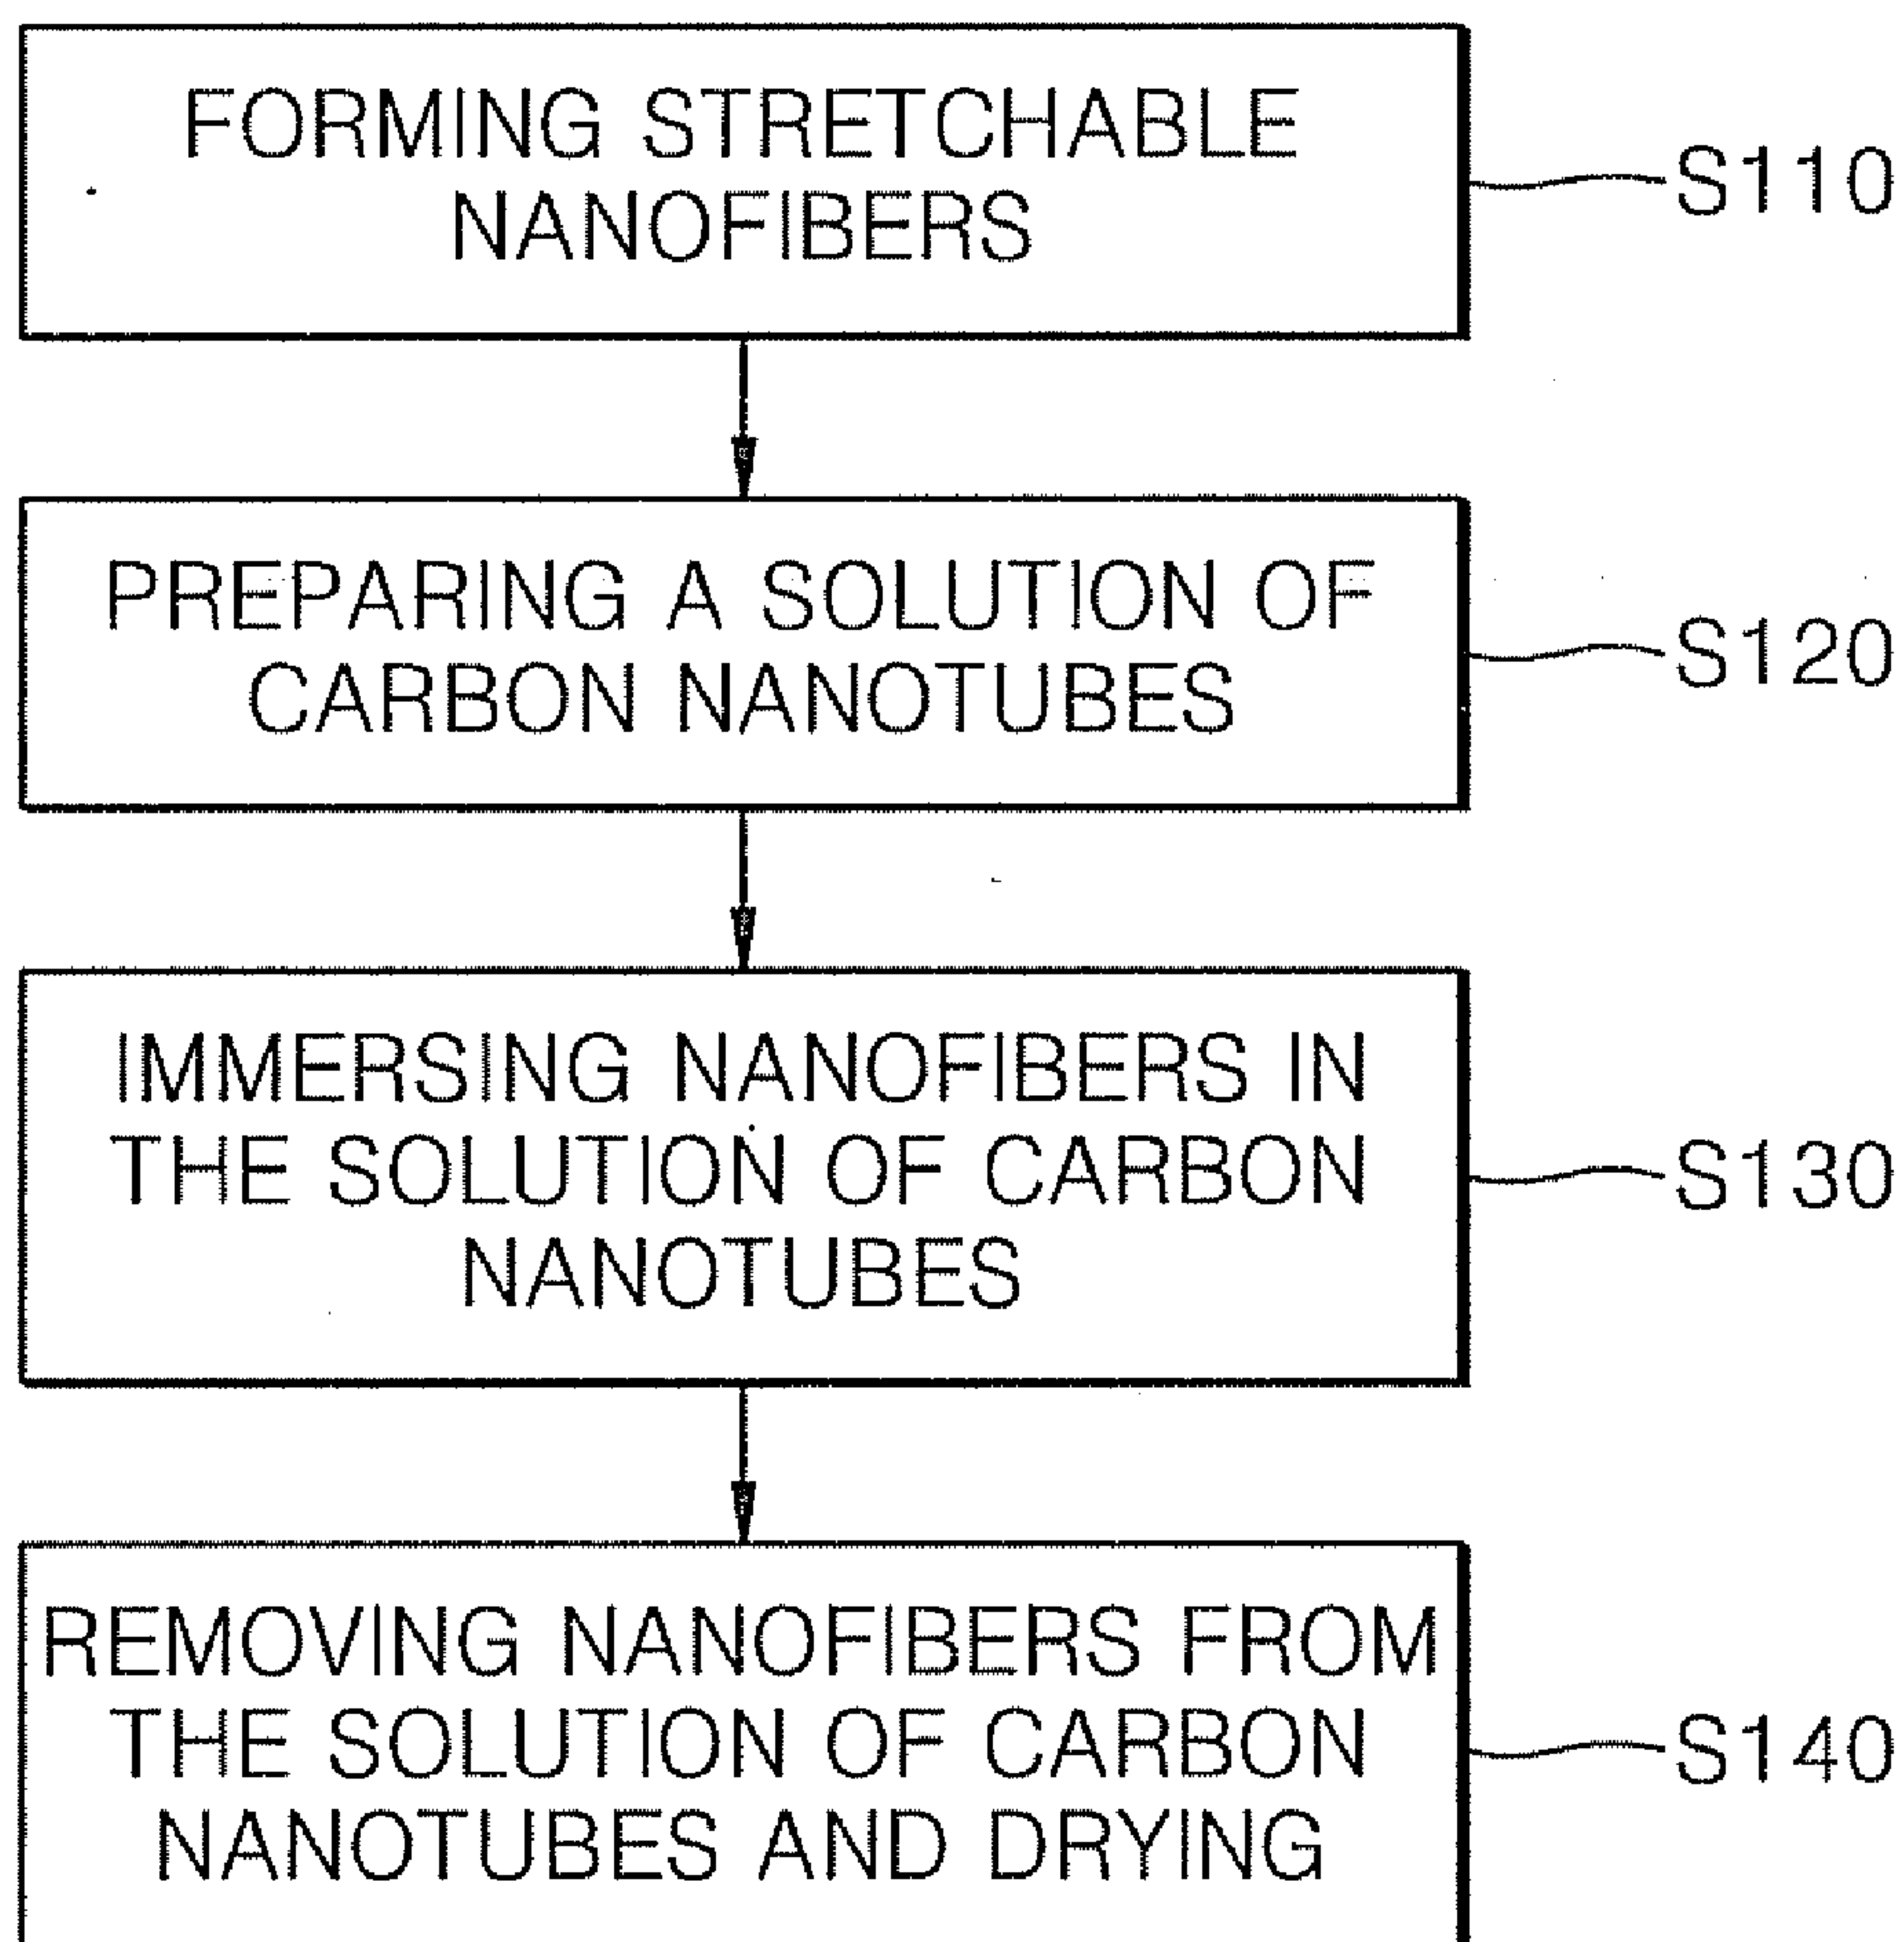 FORMING STRETCHABLE
NANOFIBERS
S110
PREPARING A SOLUTION OF
CARBON NANOTUBES
S120
IMMERSING NANOFIBERS IN
THE SOLUTION OF CARBON
NANOTUBES
S130
REMOVING NANOFIBERS FROM
THE SOLUTION OF CARBON
NANOTUBES AND DRYING
S140